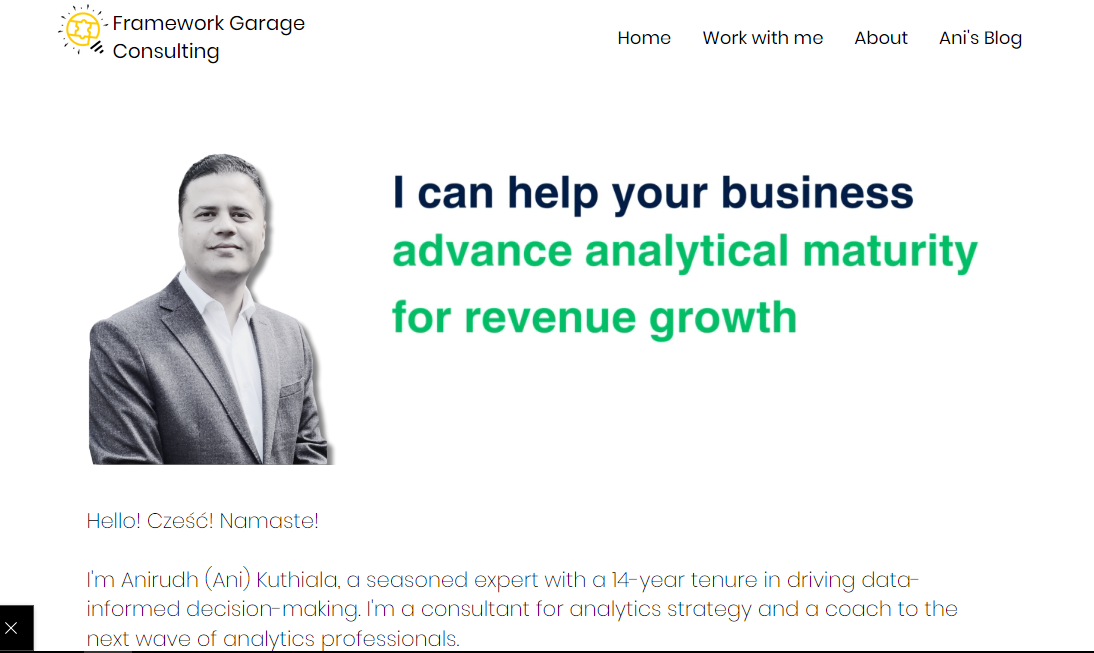 Framework Garage
Consulting
Home Work with me About Ani's Blog
I can help your business
advance analytical maturity
for revenue growth
Hello! Cześć! Namaste!
I'm Anirudh (Ani) Kuthiala, a seasoned expert with a 14-year tenure in driving data-
informed decision-making. I'm a consultant for analytics strategy and a coach to the
next wave of analytics professionals.